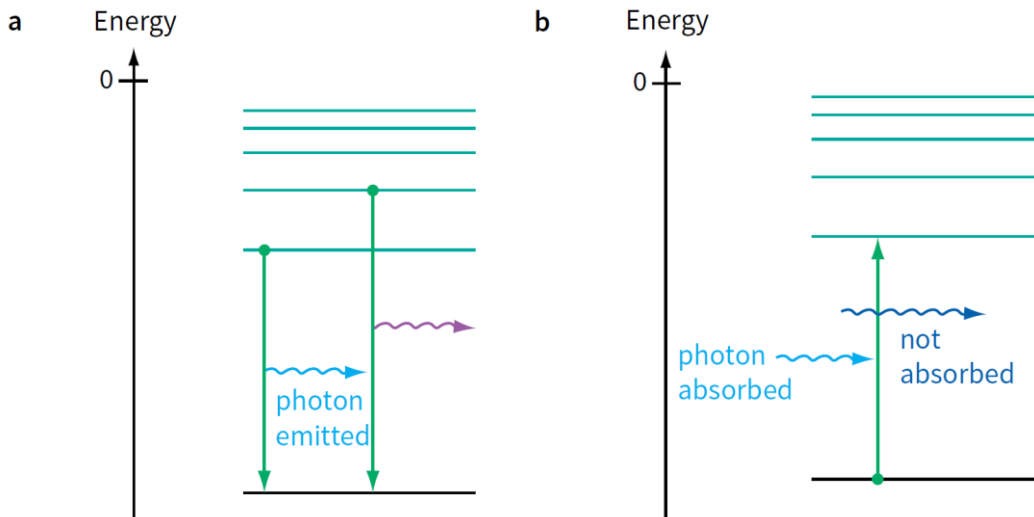 a
Energy
0
photon
emitted
b
Energy
0
photon
absorbed
not
absorbed